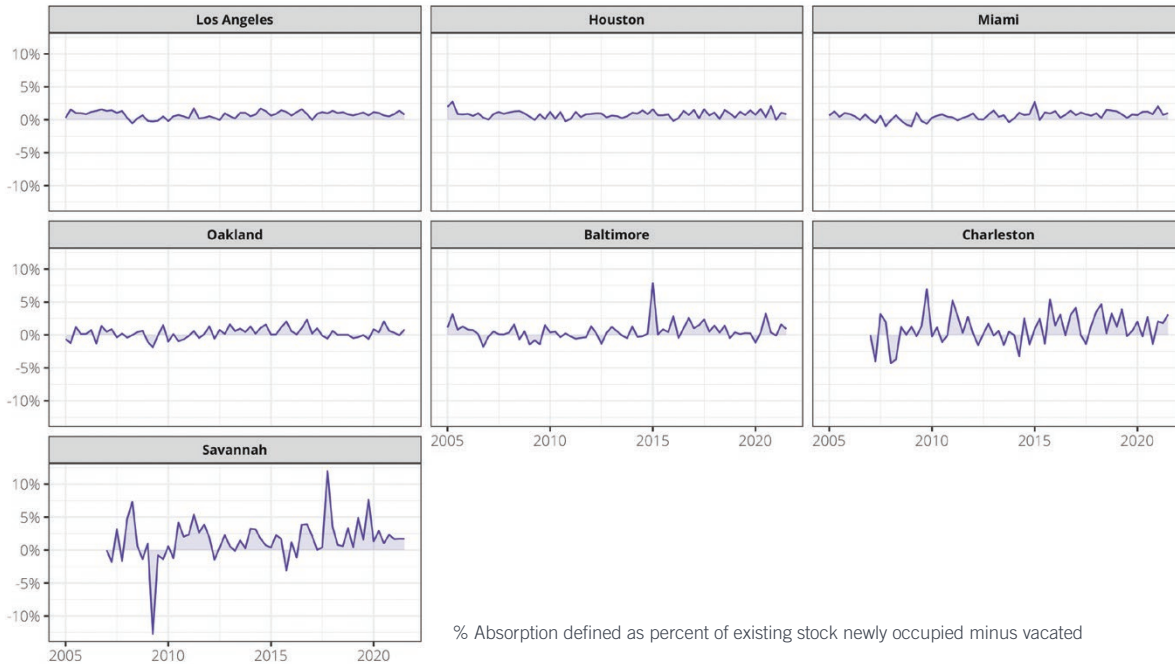 Los Angeles
Houston
Miami
10%
5%
0%
-5%
-10%
Oakland
Baltimore
Charleston
10%
5%
0%
-5%
-10%
2005 2010 2015 2020
2005 2010 2015 2020
Savannah
10%
5%
0%
-5%
-10%
2005 2010 2015 2020
% Absorption defined as percent of existing stock newly occupied minus vacated